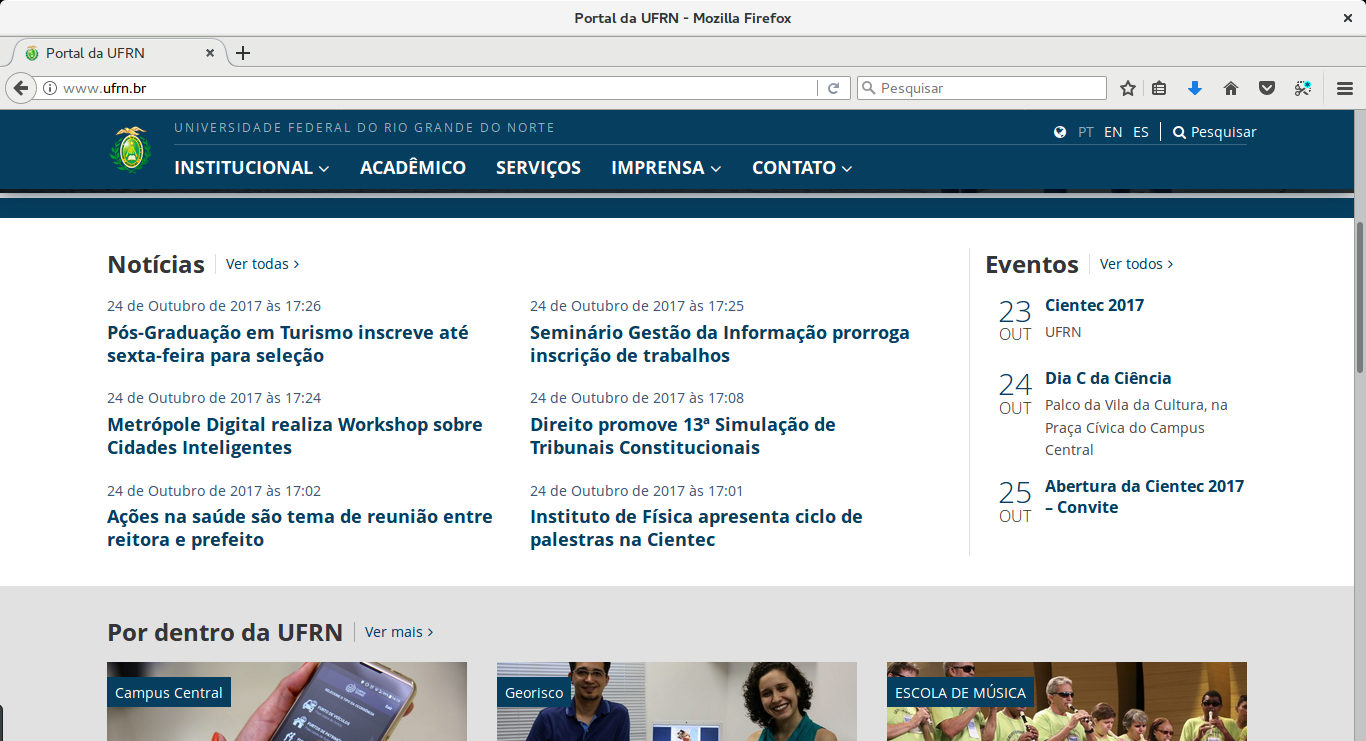 Portal da UFRN - Mozilla Firefox
Portal da UFRN
www.ufrn.br
Pesquisar
UNIVERSIDADE FEDERAL DO RIO GRANDE DO NORTE
PT EN ES Pesquisar
INSTITUCIONAL ACADÊMICO SERVIÇOS IMPRENSA CONTATO
Notícias Ver todas
24 de Outubro de 2017 às 17:26
Pós-Graduação em Turismo inscreve até
sexta-feira para seleção
24 de Outubro de 2017 às 17:25
Seminário Gestão da Informação prorroga
inscrição de trabalhos
24 de Outubro de 2017 às 17:24
Metrópole Digital realiza Workshop sobre
Cidades Inteligentes
24 de Outubro de 2017 às 17:08
Direito promove 13ª Simulação de
Tribunais Constitucionais
24 de Outubro de 2017 às 17:02
Ações na saúde são tema de reunião entre
reitora e prefeito
24 de Outubro de 2017 às 17:01
Instituto de Física apresenta ciclo de
palestras na Cientec
Eventos Ver todos
23 OUT
Cientec 2017
UFRN
24 OUT
Dia C da Ciência
Palco da Vila da Cultura, na
Praça Cívica do Campus
Central
25 OUT
Abertura da Cientec 2017
– Convite
Por dentro da UFRN Ver mais
Campus Central
Georisco
ESCOLA DE MÚSICA